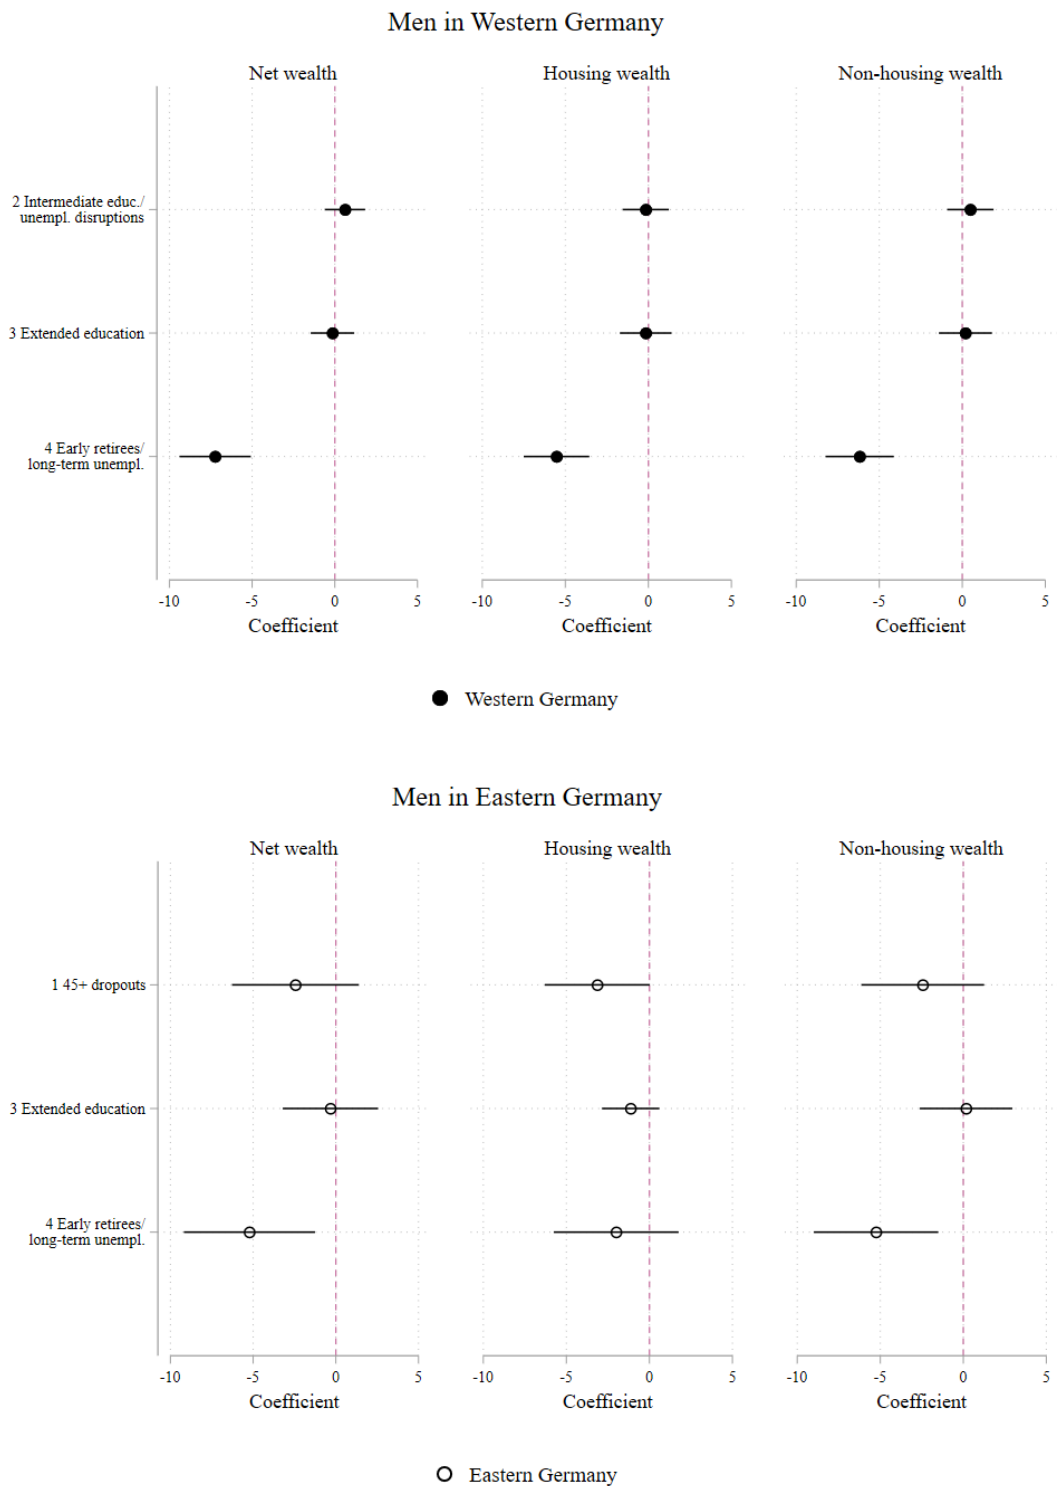 Men in Western Germany
Net wealth
Housing wealth
Non-housing wealth
2 Intermediate educ./
unempl. disruptions
3 Extended education
4 Early retirees/
long-term unempl.
-10 -5 0 5
-10 -5 0 5
-10 -5 0 5
Coefficient
Coefficient
Coefficient
Western Germany
Men in Eastern Germany
Net wealth
Housing wealth
Non-housing wealth
1 45+ dropouts
3 Extended education
4 Early retirees/
long-term unempl.
-10 -5 0 5
-10 -5 0 5
-10 -5 0 5
Coefficient
Coefficient
Coefficient
Eastern Germany